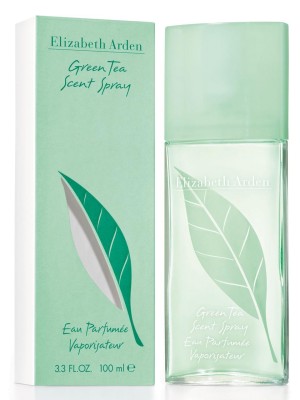 Elizabeth Arden
Green Tea
Scent Spray
Eau Parfumée
Vaporisateur
3.3 FL.OZ. 100 ml ℮
Elizabeth Arden
Green Tea
Scent Spray
Eau Parfumée
Vaporisateur